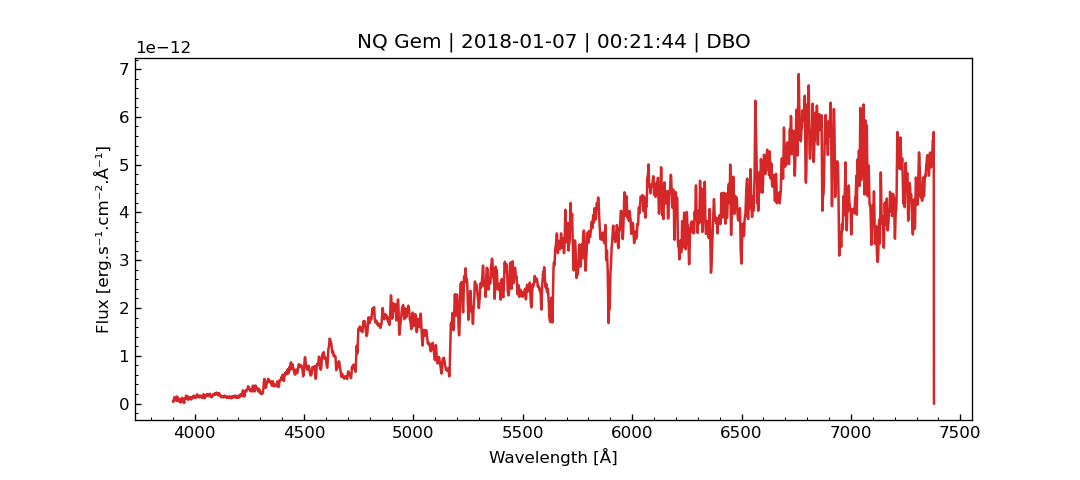 NQ Gem | 2018-01-07 | 00:21:44 | DBO
1e−12
7
6
5
4
3
2
1
0
Flux [erg.s⁻¹.cm⁻².Å⁻¹]
4000 4500 5000 5500 6000 6500 7000 7500
Wavelength [Å]